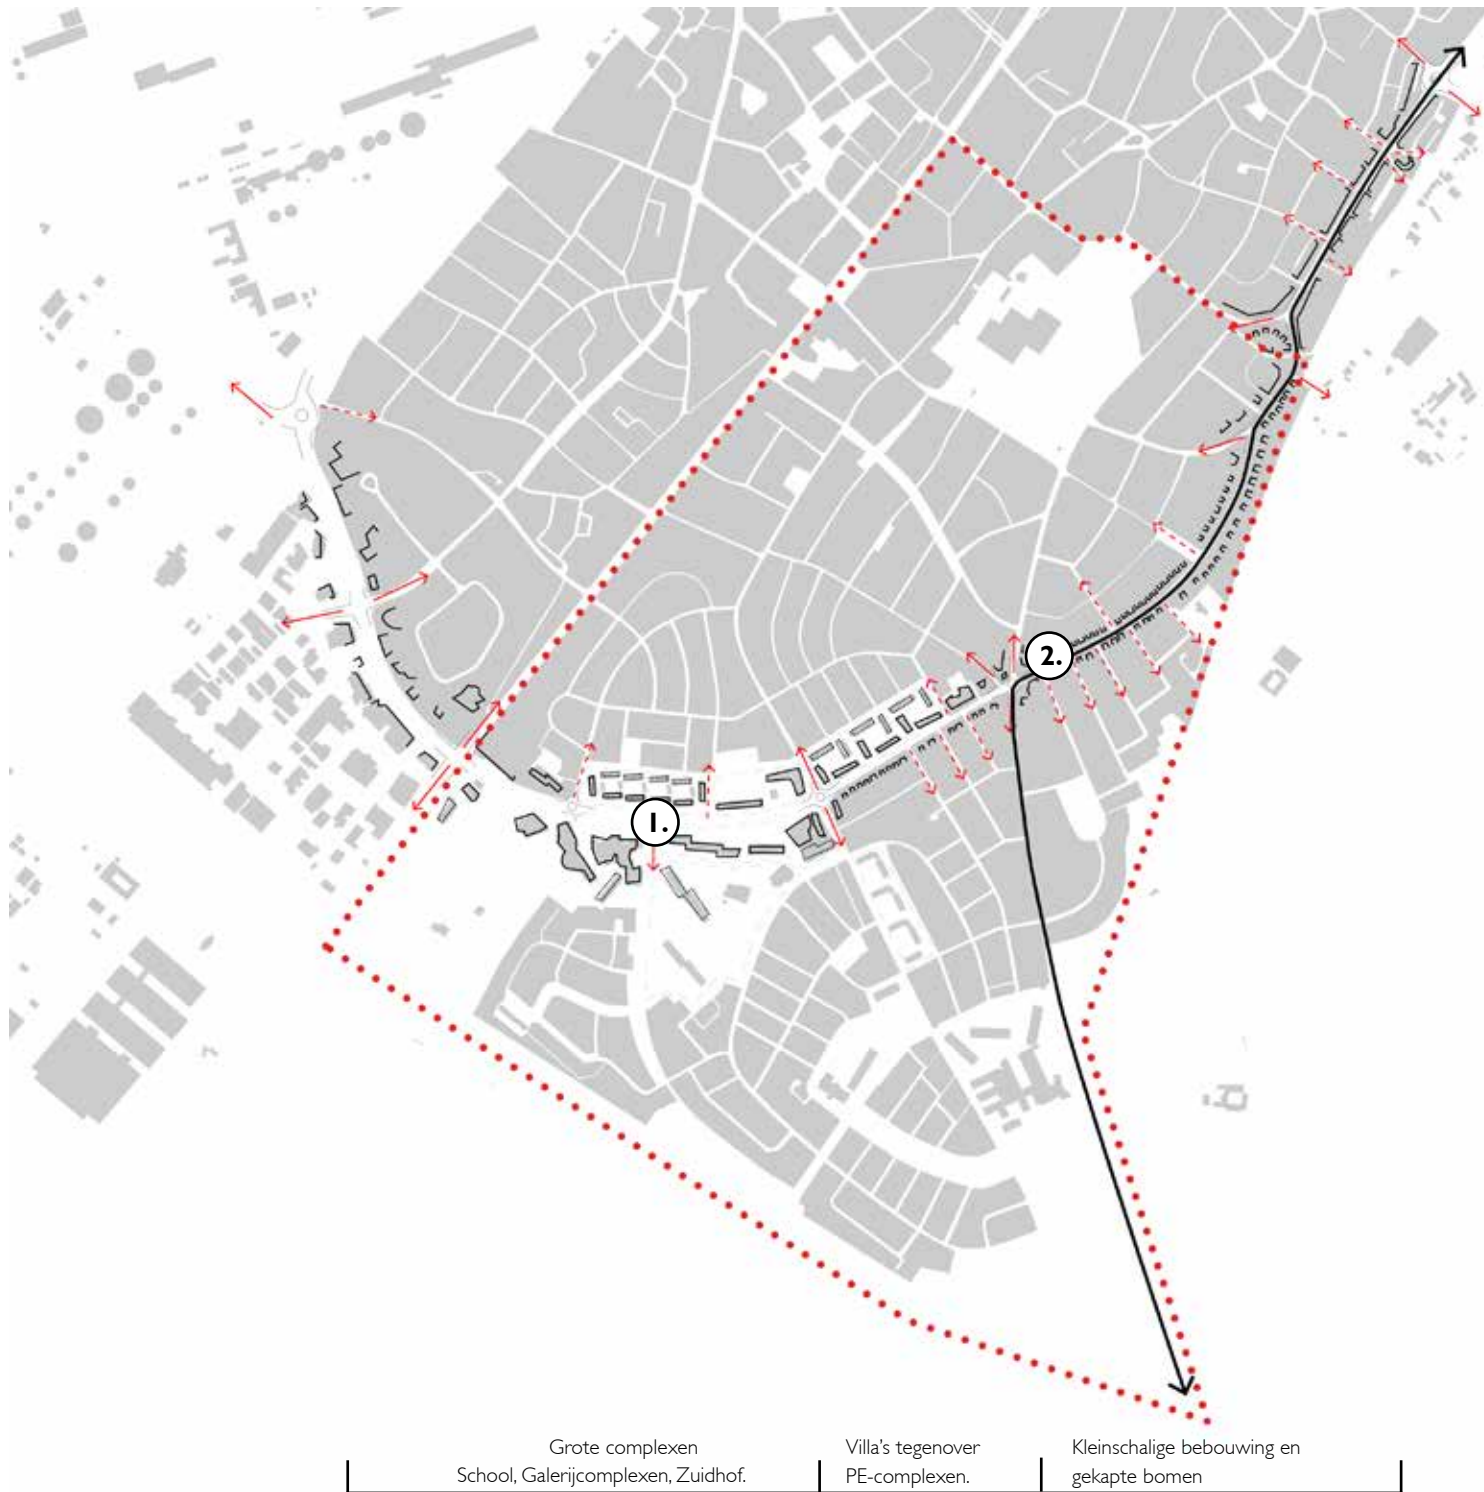 2.
1.
Grote complexen
School, Galerijcomplexen, Zuidhof.
Villa's tegenover
PE-complexen.
Kleinschalige bebouwing en
gekapte bomen